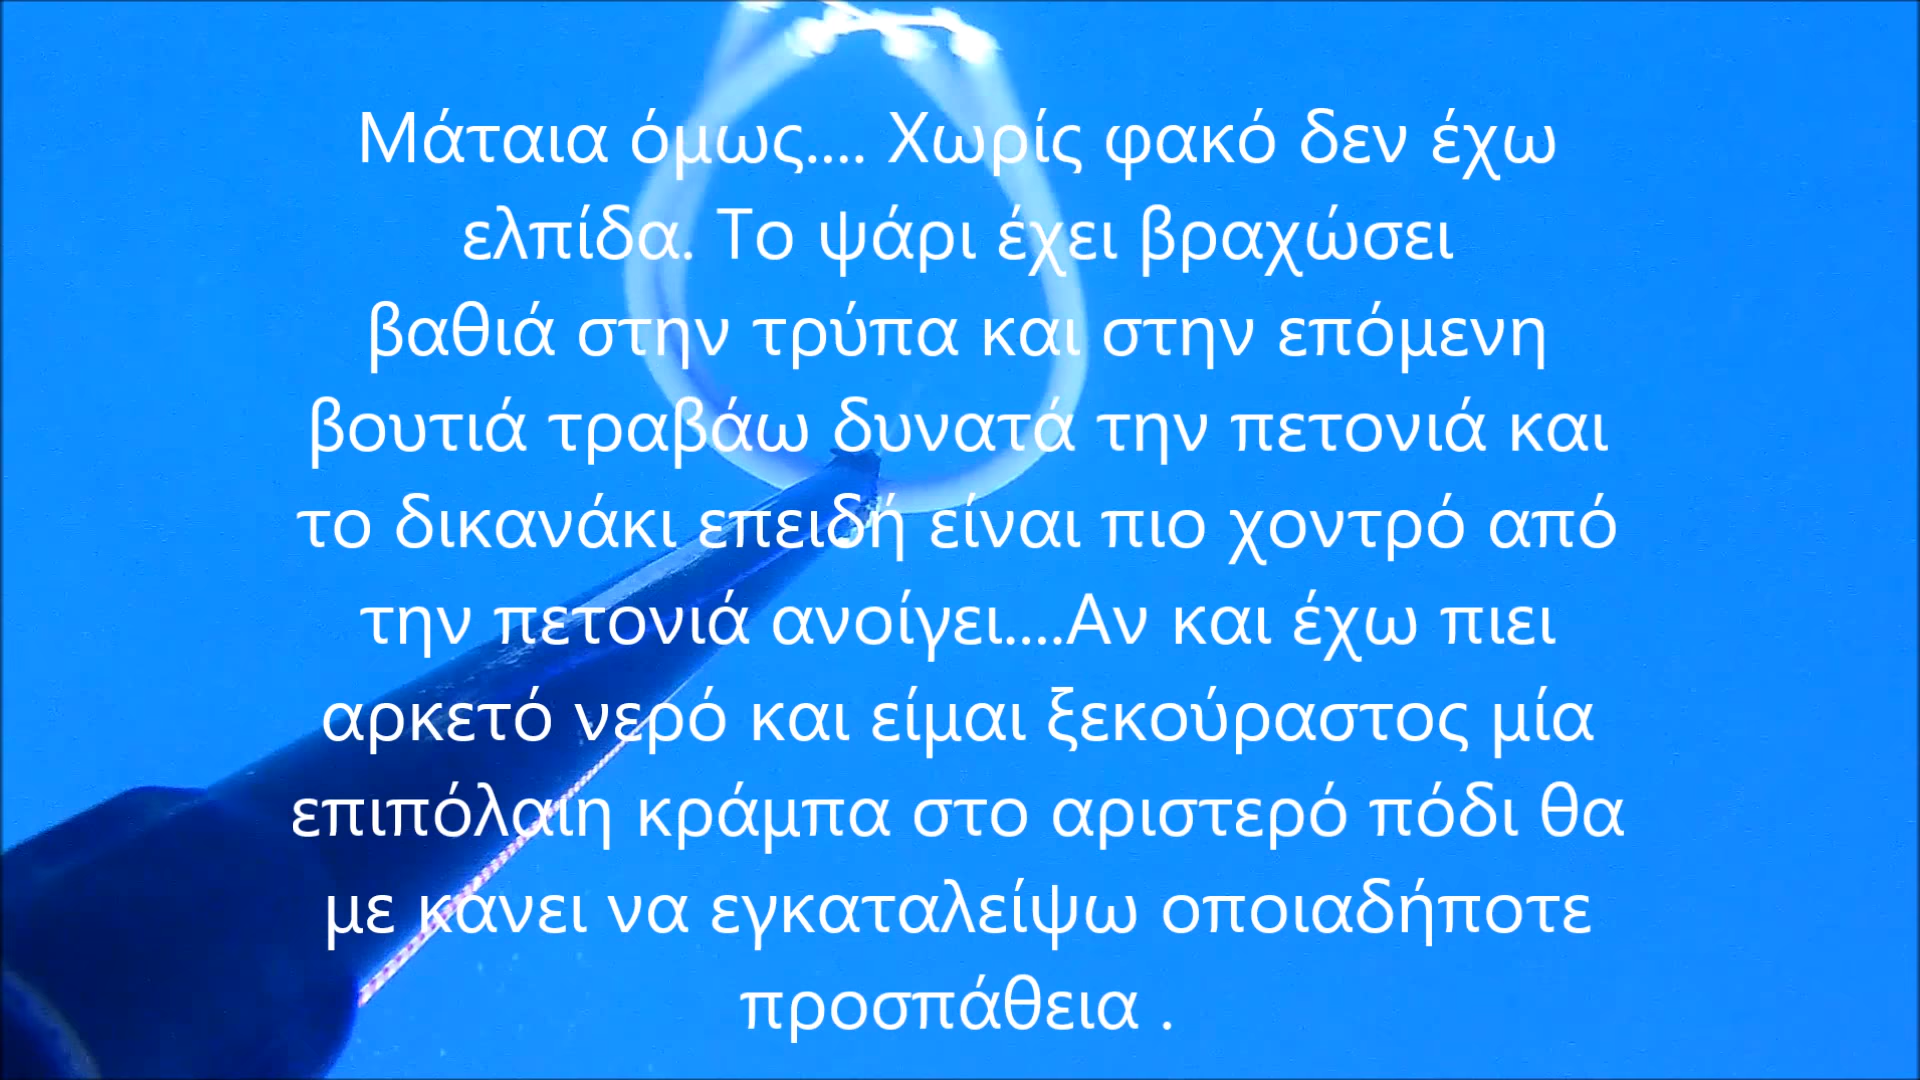 Μάταια όμως.... Χωρίς φακό δεν έχω
ελπίδα. Το ψάρι έχει βραχώσει
βαθιά στην τρύπα και στην επόμενη
βουτιά τραβάω δυνατά την πετονιά και
το δικανάκι επειδή είναι πιο χοντρό από
την πετονιά ανοίγει....Αν και έχω πιει
αρκετό νερό και είμαι ξεκούραστος μία
επιπόλαιη κράμπα στο αριστερό πόδι θα
με κάνει να εγκαταλείψω οποιαδήποτε
προσπάθεια .